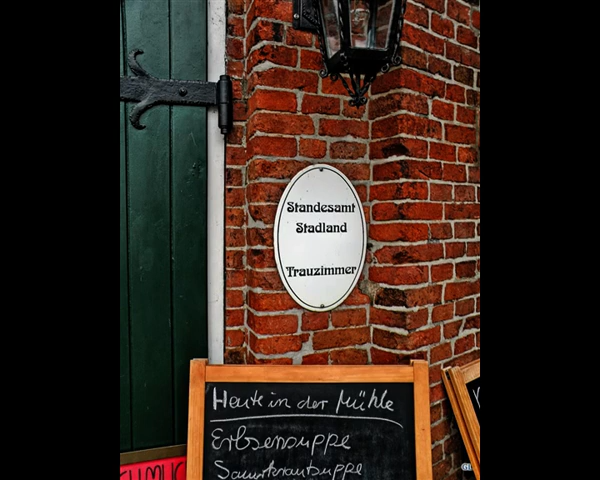 Standesamt
Stadland
Trauzimmer
Heute in der Mühle
Erbsensuppe
Sauerkrautsuppe